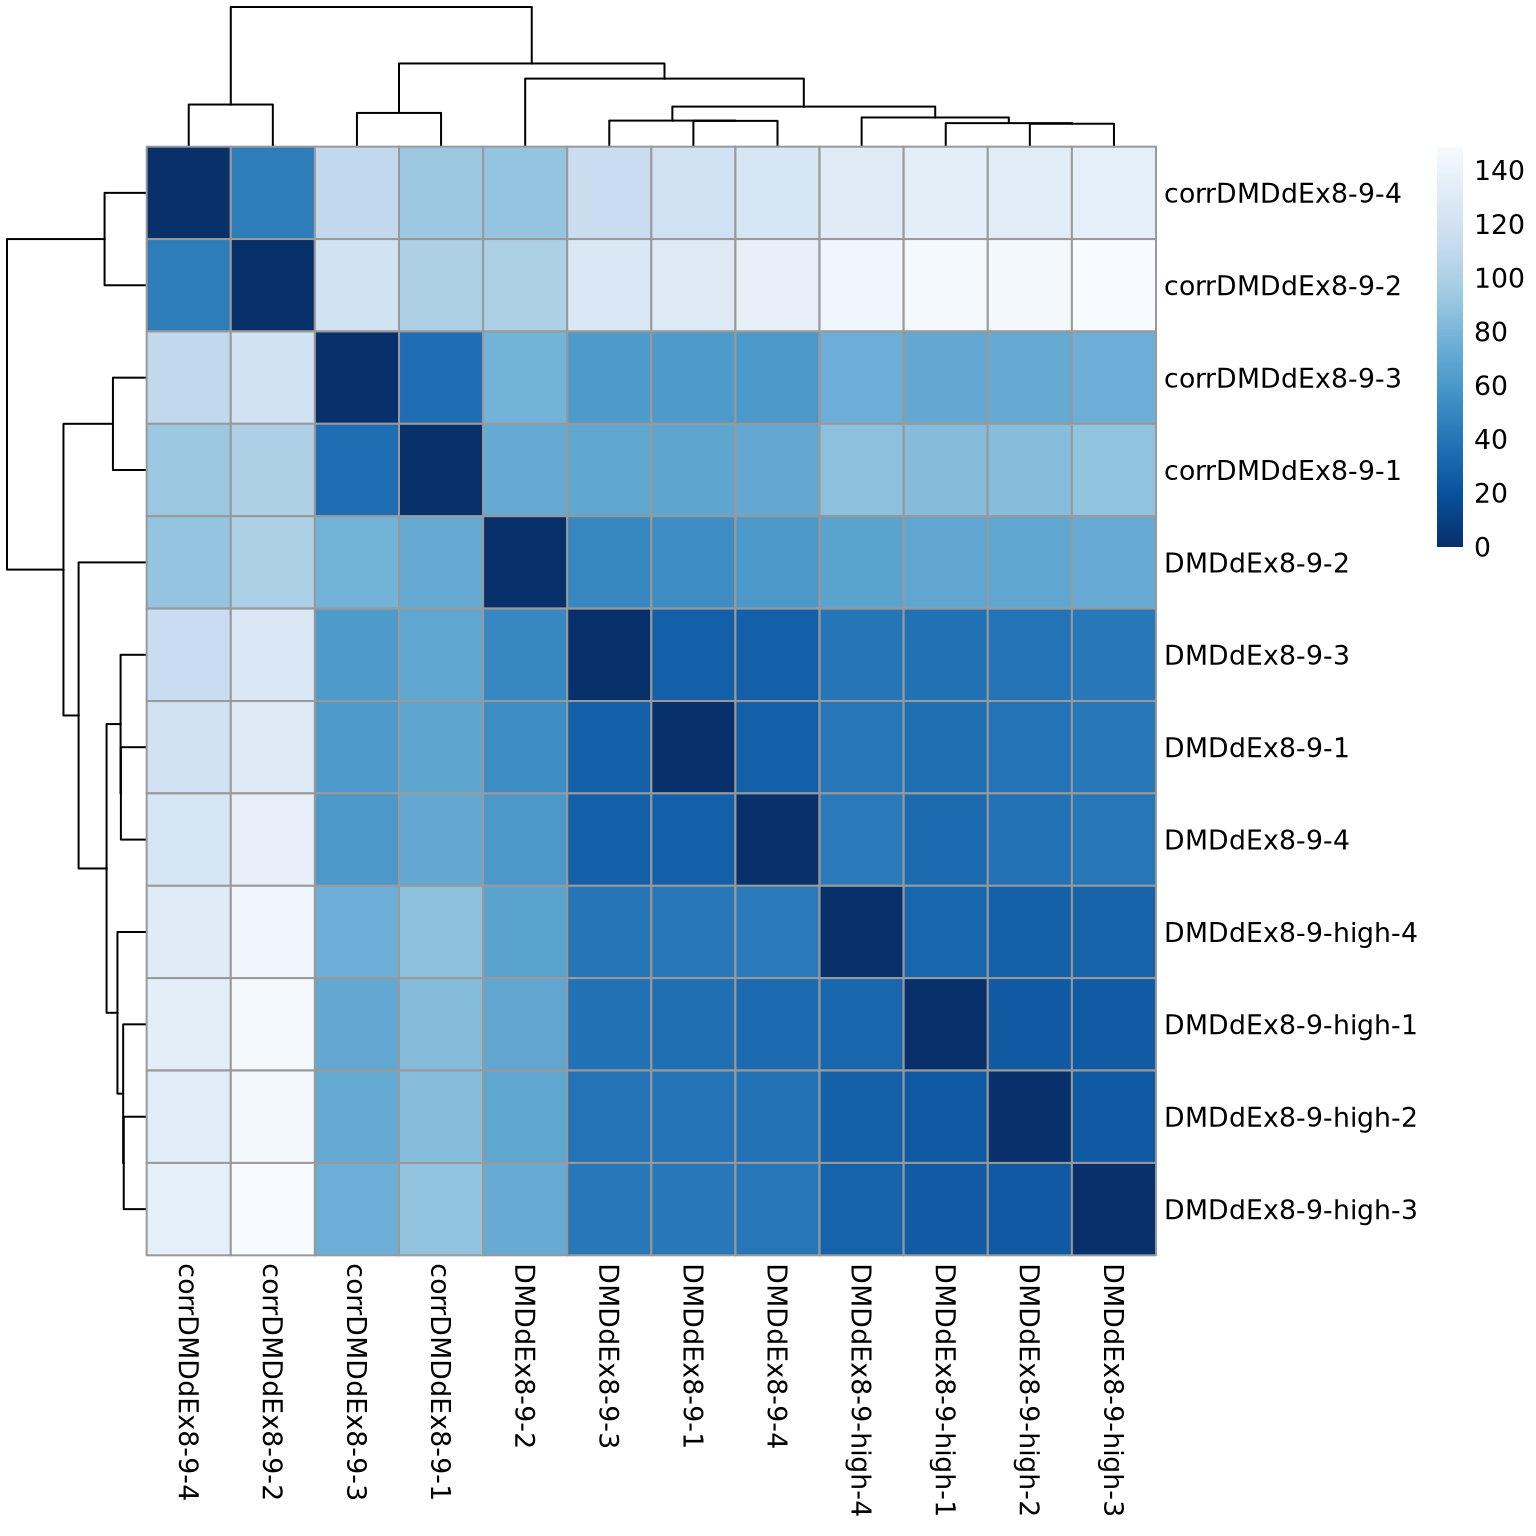 corrDMDdEx8-9-4
corrDMDdEx8-9-2
corrDMDdEx8-9-3
corrDMDdEx8-9-1
DMDdEx8-9-2
DMDdEx8-9-3
DMDdEx8-9-1
DMDdEx8-9-4
DMDdEx8-9-high-4
DMDdEx8-9-high-1
DMDdEx8-9-high-2
DMDdEx8-9-high-3
140
120
100
80
60
40
20
0
corrDMDdEx8-9-4
corrDMDdEx8-9-2
corrDMDdEx8-9-3
corrDMDdEx8-9-1
DMDdEx8-9-2
DMDdEx8-9-3
DMDdEx8-9-1
DMDdEx8-9-4
DMDdEx8-9-high-4
DMDdEx8-9-high-1
DMDdEx8-9-high-2
DMDdEx8-9-high-3